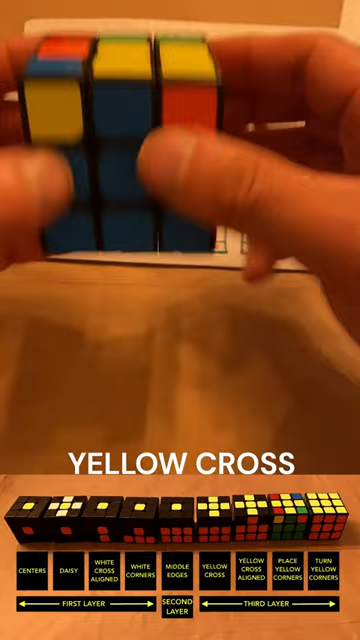 YELLOW CROSS
CENTERS
DAISY
WHITE
CROSS
ALIGNED
WHITE
CORNERS
MIDDLE
EDGES
YELLOW
CROSS
YELLOW
CROSS
ALIGNED
PLACE
YELLOW
CORNERS
TURN
YELLOW
CORNERS
FIRST LAYER
SECOND
LAYER
THIRD LAYER